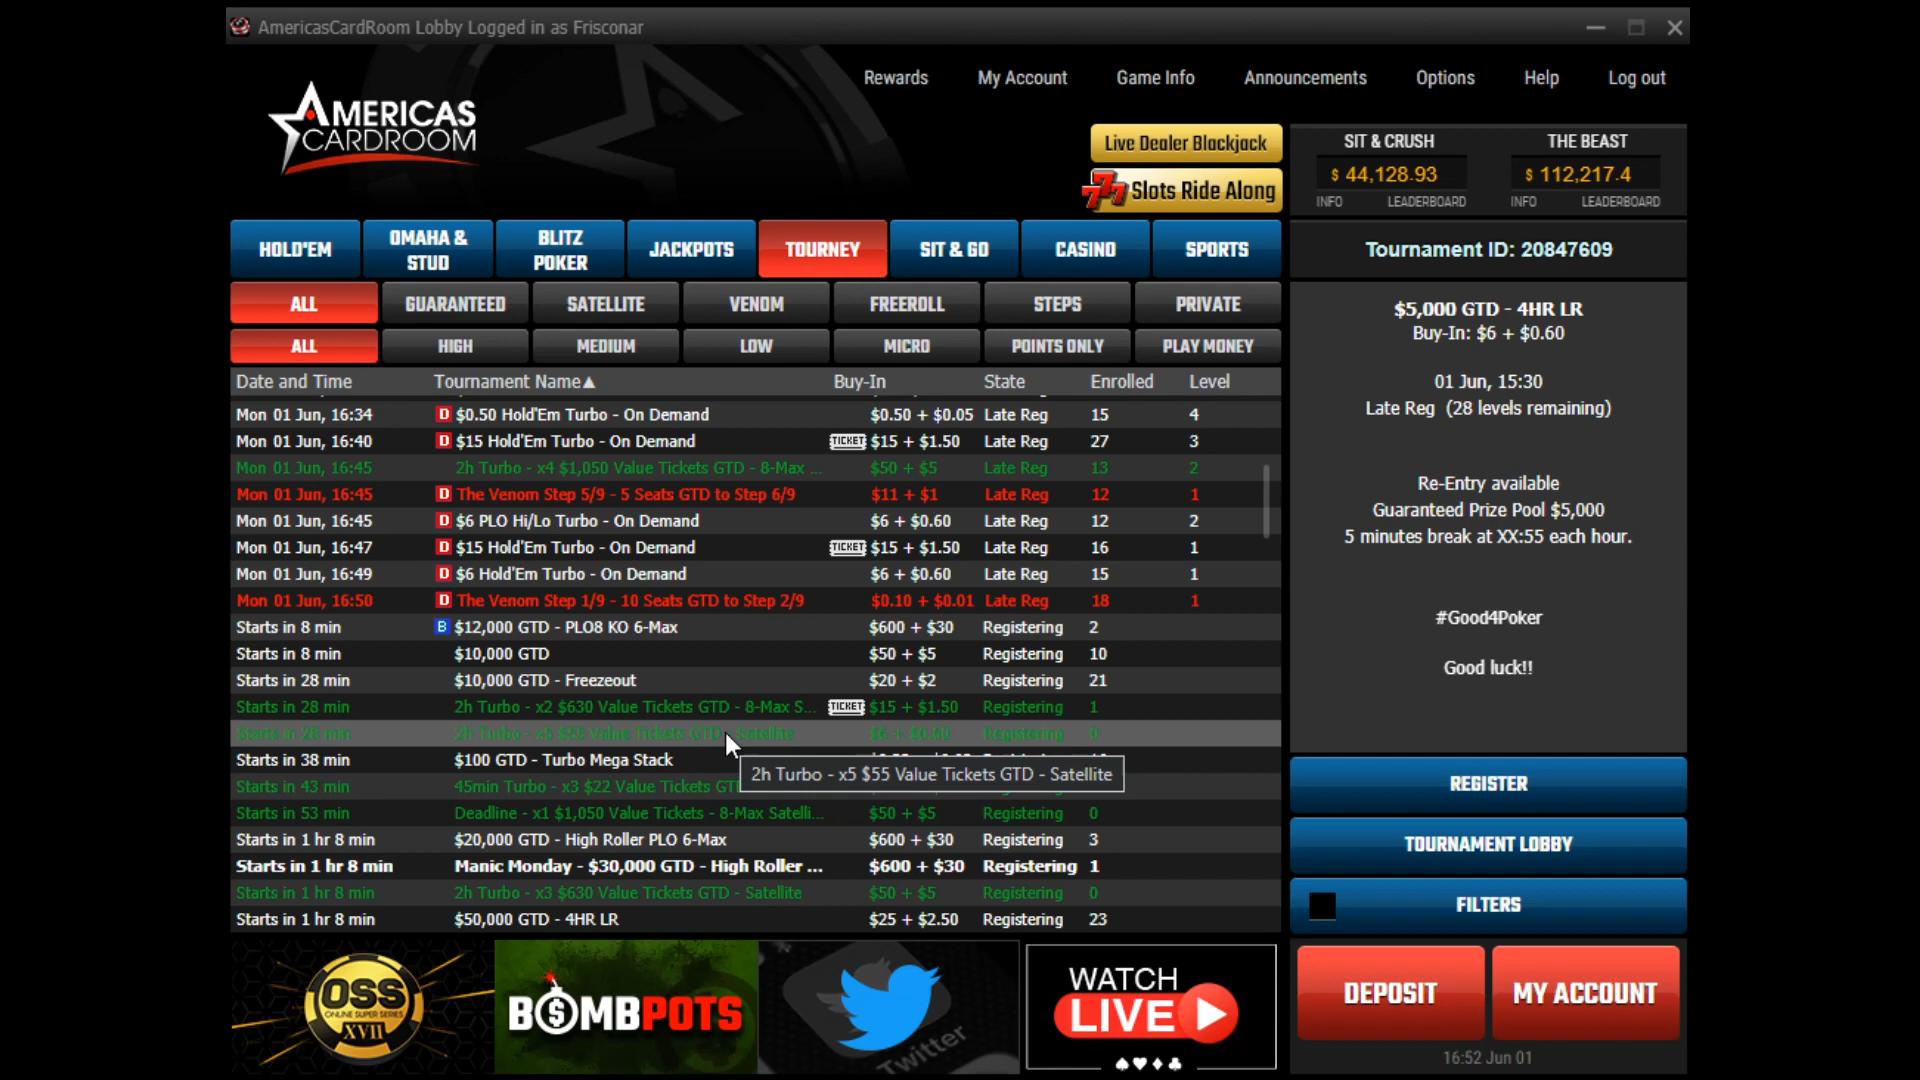 AmericasCardRoom Lobby Logged in as Frisconar
Rewards My Account Game Info Announcements Options Help Log out
AMERICAS
CARDROOM
Live Dealer Blackjack
777 Slots Ride Along
SIT & CRUSH THE BEAST
$ 44,128.93 $ 112,217.4
INFO LEADERBOARD INFO LEADERBOARD
HOLD'EM OMAHA & STUD BLITZ POKER JACKPOTS TOURNEY SIT & GO CASINO SPORTS
Tournament ID: 20847609
ALL GUARANTEED SATELLITE VENOM FREEROLL STEPS PRIVATE
ALL HIGH MEDIUM LOW MICRO POINTS ONLY PLAY MONEY
Date and Time Tournament Name▲ Buy-In State Enrolled Level
Mon 01 Jun, 16:34 D $0.50 Hold'Em Turbo - On Demand $0.50 + $0.05 Late Reg 15 4
Mon 01 Jun, 16:40 D $15 Hold'Em Turbo - On Demand TICKET $15 + $1.50 Late Reg 27 3
Mon 01 Jun, 16:45 2h Turbo - x4 $1,050 Value Tickets GTD - 8-Max ... $50 + $5 Late Reg 13 2
Mon 01 Jun, 16:45 D The Venom Step 5/9 - 5 Seats GTD to Step 6/9 $11 + $1 Late Reg 12 1
Mon 01 Jun, 16:45 D $6 PLO Hi/Lo Turbo - On Demand $6 + $0.60 Late Reg 12 2
Mon 01 Jun, 16:47 D $15 Hold'Em Turbo - On Demand TICKET $15 + $1.50 Late Reg 16 1
Mon 01 Jun, 16:49 D $6 Hold'Em Turbo - On Demand $6 + $0.60 Late Reg 15 1
Mon 01 Jun, 16:50 D The Venom Step 1/9 - 10 Seats GTD to Step 2/9 $0.10 + $0.01 Late Reg 18 1
Starts in 8 min B $12,000 GTD - PLO8 KO 6-Max $600 + $30 Registering 2
Starts in 8 min $10,000 GTD $50 + $5 Registering 10
Starts in 28 min $10,000 GTD - Freezeout $20 + $2 Registering 21
Starts in 28 min 2h Turbo - x2 $630 Value Tickets GTD - 8-Max S... TICKET $15 + $1.50 Registering 1
Starts in 28 min 2h Turbo - x5 $55 Value Tickets GTD - Satellite $6 + $0.60 Registering 0
Starts in 38 min $100 GTD - Turbo Mega Stack
2h Turbo - x5 $55 Value Tickets GTD - Satellite
Starts in 43 min 45min Turbo - x3 $22 Value Tickets
Starts in 53 min Deadline - x1 $1,050 Value Tickets - 8-Max Satelli... $50 + $5 Registering 0
Starts in 1 hr 8 min $20,000 GTD - High Roller PLO 6-Max $600 + $30 Registering 3
Starts in 1 hr 8 min Manic Monday - $30,000 GTD - High Roller ... $600 + $30 Registering 1
Starts in 1 hr 8 min 2h Turbo - x3 $630 Value Tickets GTD - Satellite $50 + $5 Registering 0
Starts in 1 hr 8 min $50,000 GTD - 4HR LR $25 + $2.50 Registering 23
$5,000 GTD - 4HR LR
Buy-In: $6 + $0.60
01 Jun, 15:30
Late Reg (28 levels remaining)
Re-Entry available
Guaranteed Prize Pool $5,000
5 minutes break at XX:55 each hour.
#Good4Poker
Good luck!!
REGISTER
TOURNAMENT LOBBY
FILTERS
OSS
ONLINE SUPER SERIES
XVII
B$MBPOTS
Twitter
WATCH
LIVE
DEPOSIT MY ACCOUNT
16:52 Jun 01